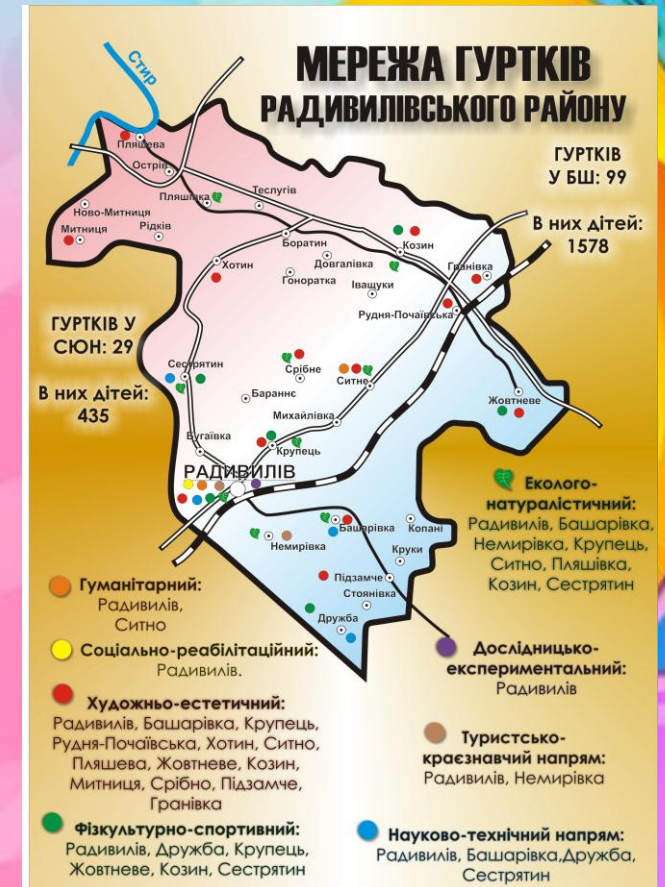 МЕРЕЖА ГУРТКІВ
РАДИВИЛІВСЬКОГО РАЙОНУ
ГУРТКІВ
У БШ: 99
В них дітей:
1578
Стир
Пляшева
Острів
Пляшівка
Теслугів
Ново-Митниця
Митниця
Рідків
Боратин
Козин
Хотин
Довгалівка
Гоноратка
Іващуки
Гранівка
Рудня-Почаївська
ГУРТКІВ У
СЮН: 29
В них дітей:
435
Сестрятин
Срібне
Ситне
Бараннє
Жовтневе
Михайлівка
Бугаївка
Крупець
РАДИВИЛІВ
Башарівка
Копані
Немирівка
Круки
Підзамче
Стоянівка
Дружба
Еколого-
натуралістичний:
Радивилів, Башарівка,
Немирівка, Крупець,
Ситно, Пляшівка,
Козин, Сестрятин
Гуманітарний:
Радивилів,
Ситно
Соціально-реабілітаційний:
Радивилів.
Художньо-естетичний:
Радивилів, Башарівка, Крупець,
Рудня-Почаївська, Хотин, Ситно,
Пляшева, Жовтневе, Козин,
Митниця, Срібно, Підзамче,
Гранівка
Фізкультурно-спортивний:
Радивилів, Дружба, Крупець,
Жовтневе, Козин, Сестрятин
Дослідницько-
експериментальний:
Радивилів
Туристсько-
краєзнавчий напрям:
Радивилів, Немирівка
Науково-технічний напрям:
Радивилів, Башарівка,Дружба,
Сестрятин